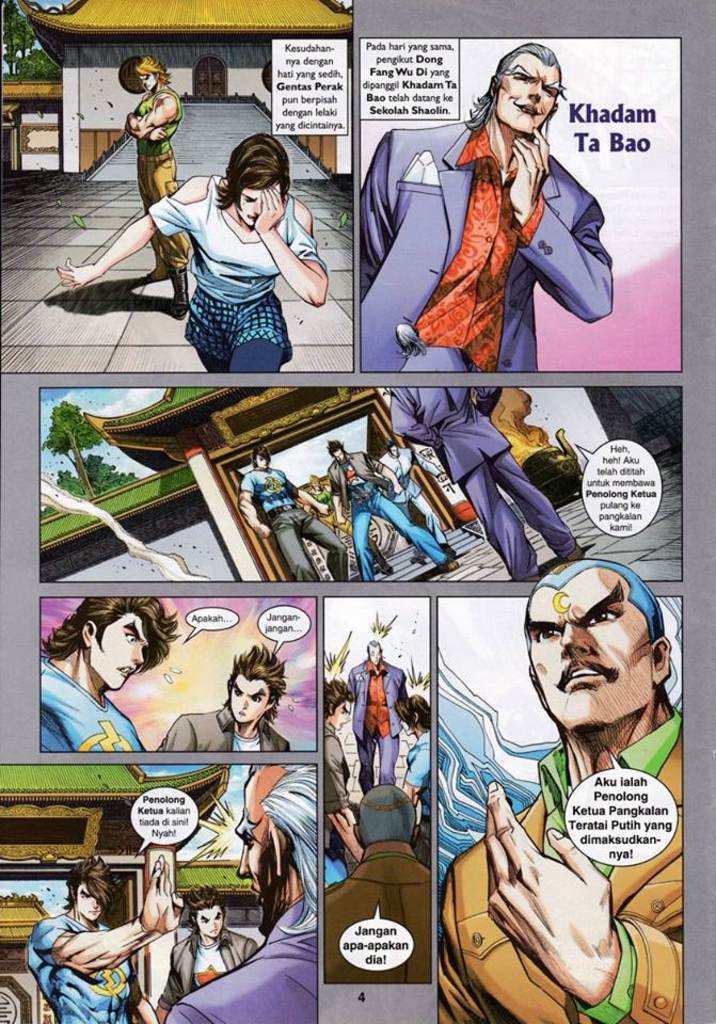 Kesudahan-
nya dengan
hati yang sedih,
Gentas Perak
pun berpisah
dengan lelaki
yang dicintainya.
Pada hari yang sama,
pengikut Dong
Fang Wu Di yang
dipanggil Khadam Ta
Bao telah datang ke
Sekolah Shaolin.
Khadam
Ta Bao
Heh,
heh! Aku
telah dititah
untuk membawa
Penolong Ketua
pulang ke
pangkalan
kami!
Apakah...
Jangan-
jangan...
Penolong
Ketua kalian
tiada di sini!
Nyah!
Jangan
apa-apakan
dia!
Aku ialah
Penolong
Ketua Pangkalan
Teratai Putih yang
dimaksudkan-
nya!
4